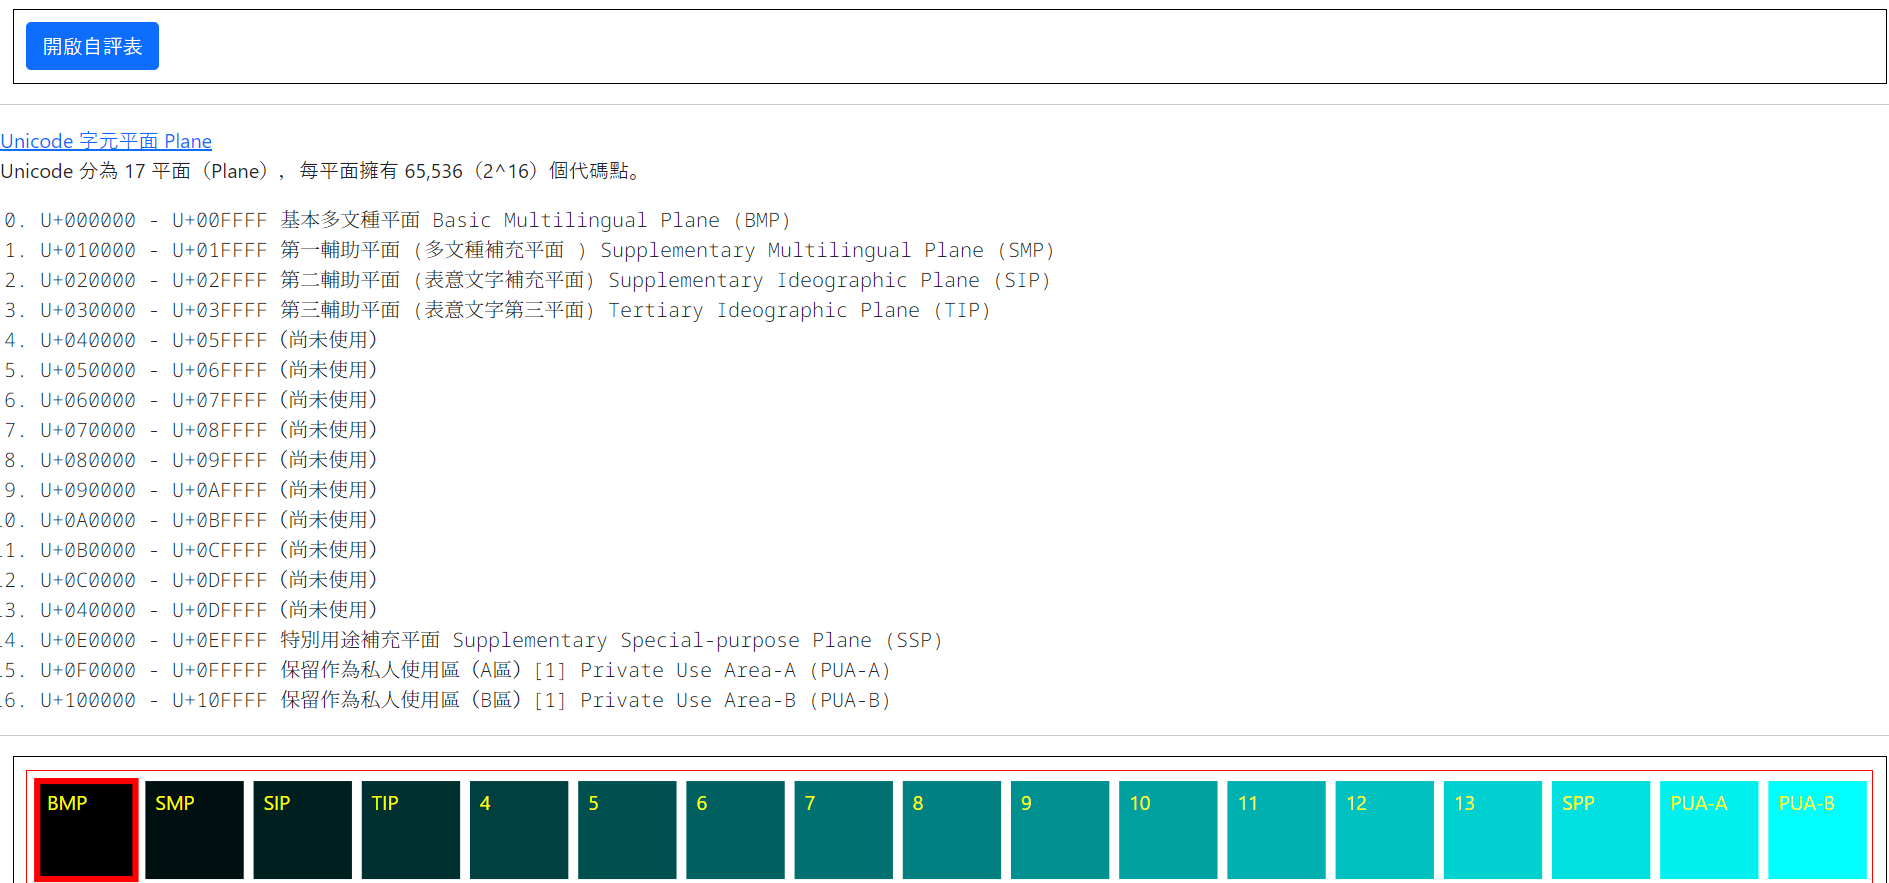 開啟自評表
Unicode 字元平面 Plane
Unicode 分為 17 平面（Plane），每平面擁有 65,536（2^16）個代碼點。
0. U+000000 - U+00FFFF 基本多文種平面 Basic Multilingual Plane (BMP)
1. U+010000 - U+01FFFF 第一輔助平面 (多文種補充平面 ) Supplementary Multilingual Plane (SMP)
2. U+020000 - U+02FFFF 第二輔助平面 (表意文字補充平面) Supplementary Ideographic Plane (SIP)
3. U+030000 - U+03FFFF 第三輔助平面 (表意文字第三平面) Tertiary Ideographic Plane (TIP)
4. U+040000 - U+05FFFF (尚未使用)
5. U+050000 - U+06FFFF (尚未使用)
6. U+060000 - U+07FFFF (尚未使用)
7. U+070000 - U+08FFFF (尚未使用)
8. U+080000 - U+09FFFF (尚未使用)
9. U+090000 - U+0AFFFF (尚未使用)
0. U+0A0000 - U+0BFFFF (尚未使用)
1. U+0B0000 - U+0CFFFF (尚未使用)
2. U+0C0000 - U+0DFFFF (尚未使用)
3. U+040000 - U+0DFFFF (尚未使用)
4. U+0E0000 - U+0EFFFF 特別用途補充平面 Supplementary Special-purpose Plane (SSP)
5. U+0F0000 - U+0FFFFF 保留作為私人使用區（A區）[1] Private Use Area-A (PUA-A)
6. U+100000 - U+10FFFF 保留作為私人使用區（B區）[1] Private Use Area-B (PUA-B)
BMP SMP SIP TIP 4 5 6 7 8 9 10 11 12 13 SPP PUA-A PUA-B